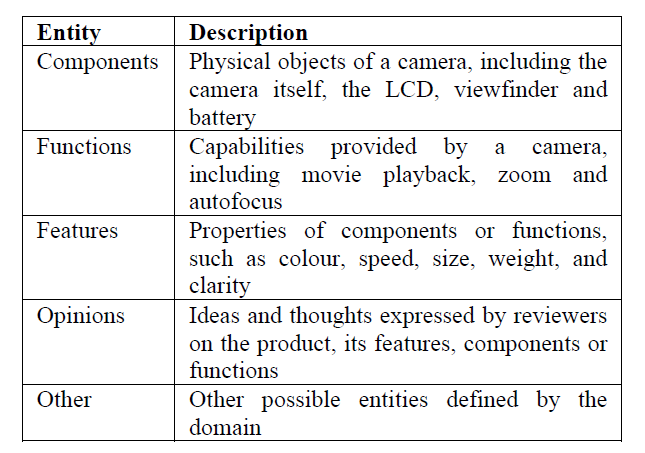 Entity Description
Components Physical objects of a camera, including the
camera itself, the LCD, viewfinder and
battery
Functions Capabilities provided by a camera,
including movie playback, zoom and
autofocus
Features Properties of components or functions,
such as colour, speed, size, weight, and
clarity
Opinions Ideas and thoughts expressed by reviewers
on the product, its features, components or
functions
Other Other possible entities defined by the
domain